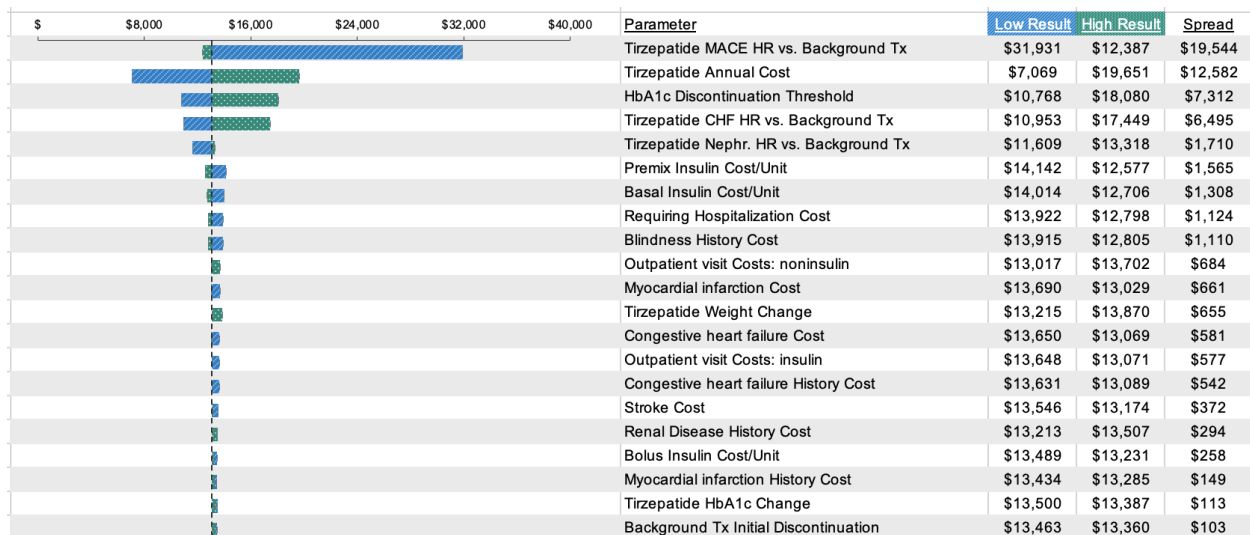 $ $8,000 $16,000 $24,000 $32,000 $40,000 Parameter Low Result High Result Spread
Tirzepatide MACE HR vs. Background Tx $31,931 $12,387 $19,544
Tirzepatide Annual Cost $7,069 $19,651 $12,582
HbA1c Discontinuation Threshold $10,768 $18,080 $7,312
Tirzepatide CHF HR vs. Background Tx $10,953 $17,449 $6,495
Tirzepatide Nephr. HR vs. Background Tx $11,609 $13,318 $1,710
Premix Insulin Cost/Unit $14,142 $12,577 $1,565
Basal Insulin Cost/Unit $14,014 $12,706 $1,308
Requiring Hospitalization Cost $13,922 $12,798 $1,124
Blindness History Cost $13,915 $12,805 $1,110
Outpatient visit Costs: noninsulin $13,017 $13,702 $684
Myocardial infarction Cost $13,690 $13,029 $661
Tirzepatide Weight Change $13,215 $13,870 $655
Congestive heart failure Cost $13,650 $13,069 $581
Outpatient visit Costs: insulin $13,648 $13,071 $577
Congestive heart failure History Cost $13,631 $13,089 $542
Stroke Cost $13,546 $13,174 $372
Renal Disease History Cost $13,213 $13,507 $294
Bolus Insulin Cost/Unit $13,489 $13,231 $258
Myocardial infarction History Cost $13,434 $13,285 $149
Tirzepatide HbA1c Change $13,500 $13,387 $113
Background Tx Initial Discontinuation $13,463 $13,360 $103